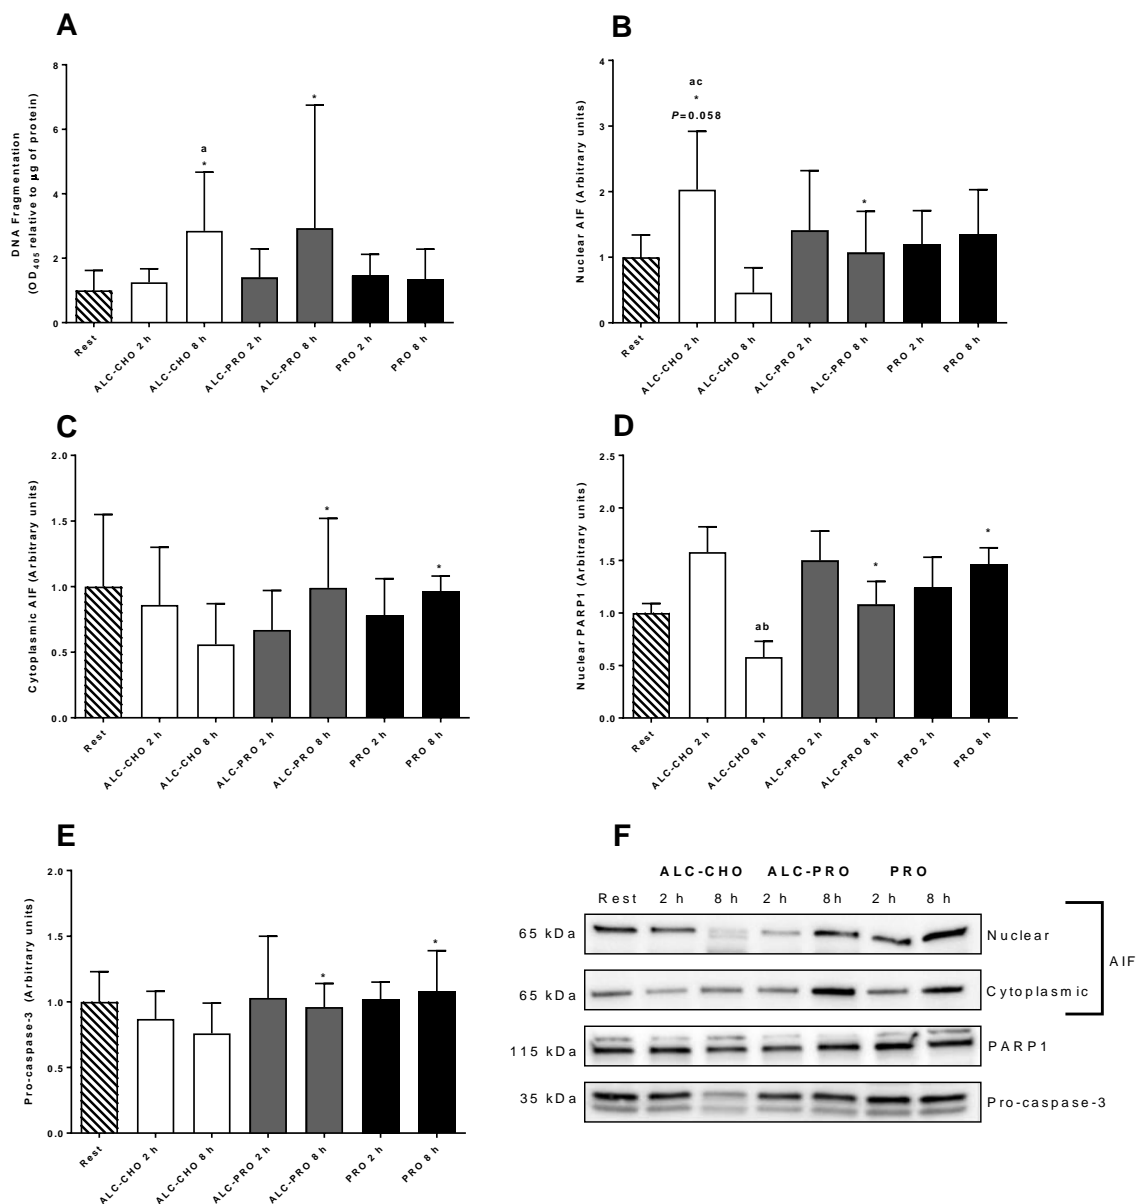 A
DNA Fragmentation
(OD405 relative to µg of protein)
8
6
4
2
0
a
*
*
Rest
ALC-CHO 2 h
ALC-CHO 8 h
ALC-PRO 2 h
ALC-PRO 8 h
PRO 2 h
PRO 8 h
B
Nuclear AIF (Arbitrary units)
4
3
2
1
0
ac
*
P=0.058
*
Rest
ALC-CHO 2 h
ALC-CHO 8 h
ALC-PRO 2 h
ALC-PRO 8 h
PRO 2 h
PRO 8 h
C
Cytoplasmic AIF (Arbitrary units)
2.0
1.5
1.0
0.5
0.0
*
*
Rest
ALC-CHO 2 h
ALC-CHO 8 h
ALC-PRO 2 h
ALC-PRO 8 h
PRO 2 h
PRO 8 h
D
Nuclear PARP1 (Arbitrary units)
2.5
2.0
1.5
1.0
0.5
0.0
ab
*
*
Rest
ALC-CHO 2 h
ALC-CHO 8 h
ALC-PRO 2 h
ALC-PRO 8 h
PRO 2 h
PRO 8 h
E
Pro-caspase-3 (Arbitrary units)
2.0
1.5
1.0
0.5
0.0
*
*
Rest
ALC-CHO 2 h
ALC-CHO 8 h
ALC-PRO 2 h
ALC-PRO 8 h
PRO 2 h
PRO 8 h
F
ALC-CHO ALC-PRO PRO
Rest 2 h 8 h 2 h 8h 2 h 8 h
65 kDa Nuclear
AIF
65 kDa Cytoplasmic
115 kDa PARP1
35 kDa Pro-caspase-3